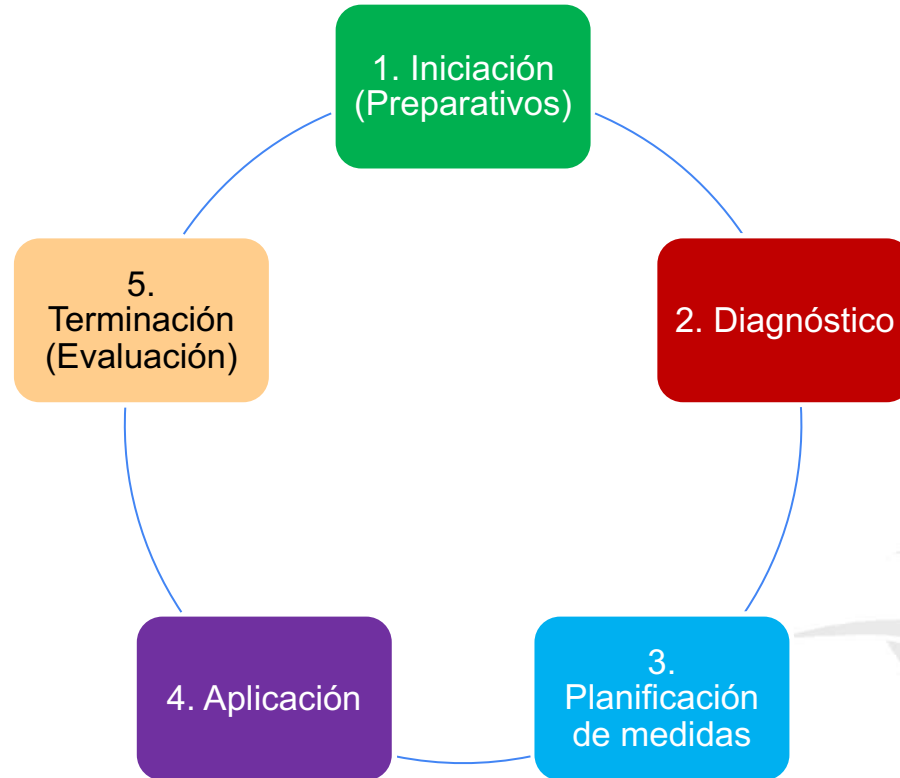 1. Iniciación
(Preparativos)
2. Diagnóstico
3.
Planificación
de medidas
4. Aplicación
5.
Terminación
(Evaluación)